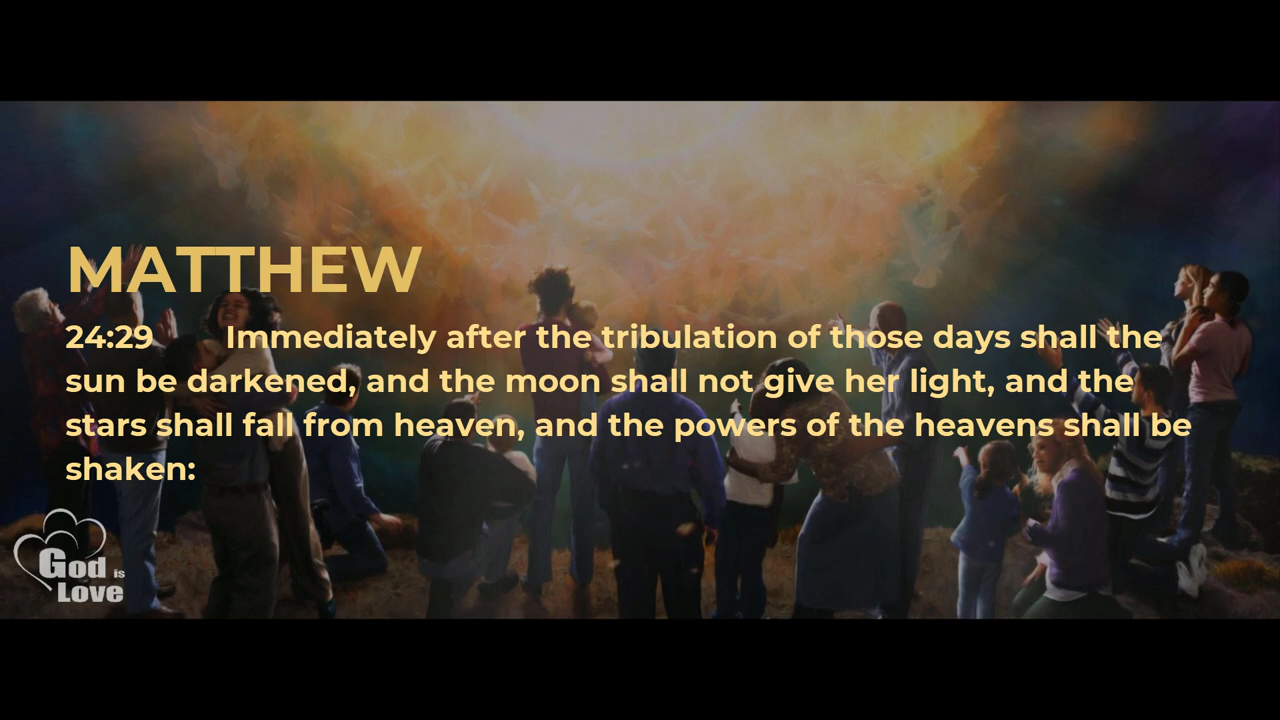 MATTHEW
24:29 Immediately after the tribulation of those days shall the
sun be darkened, and the moon shall not give her light, and the
stars shall fall from heaven, and the powers of the heavens shall be
shaken:
God is
Love